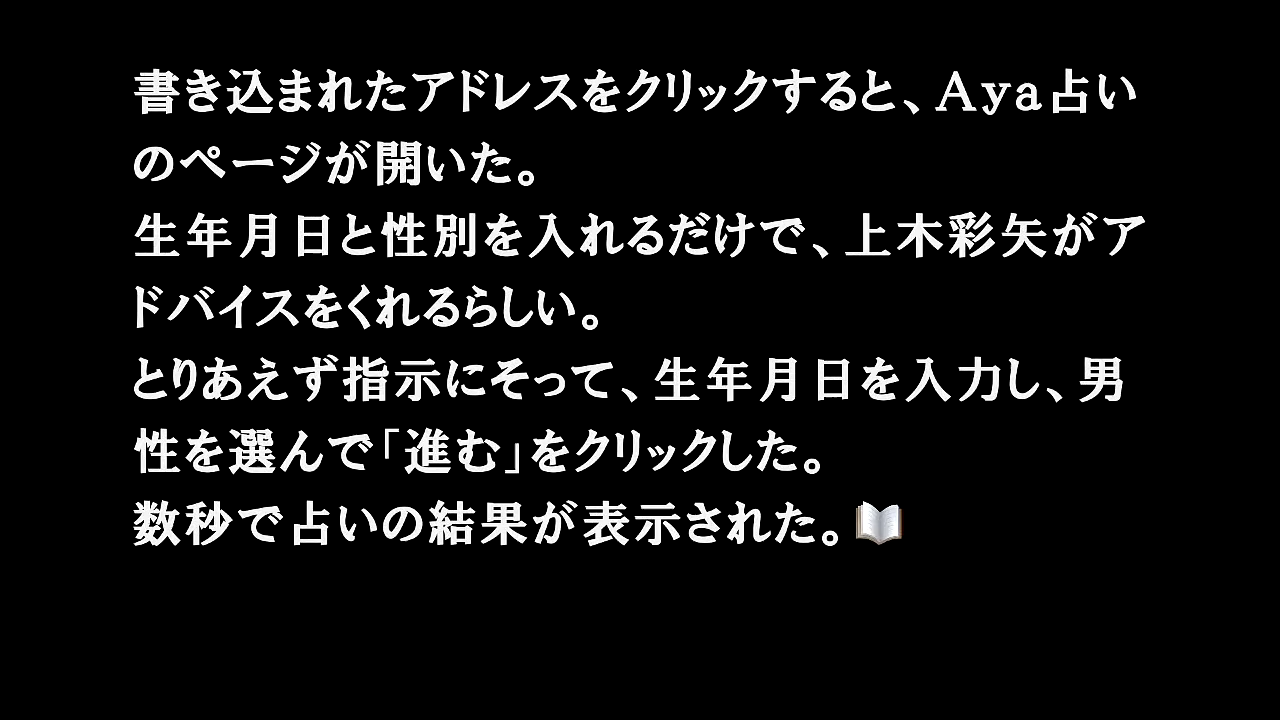 書き込まれたアドレスをクリックすると、Aya占い
のページが開いた。
生年月日と性別を入れるだけで、上木彩矢がア
ドバイスをくれるらしい。
とりあえず指示にそって、生年月日を入力し、男
性を選んで「進む」をクリックした。
数秒で占いの結果が表示された。